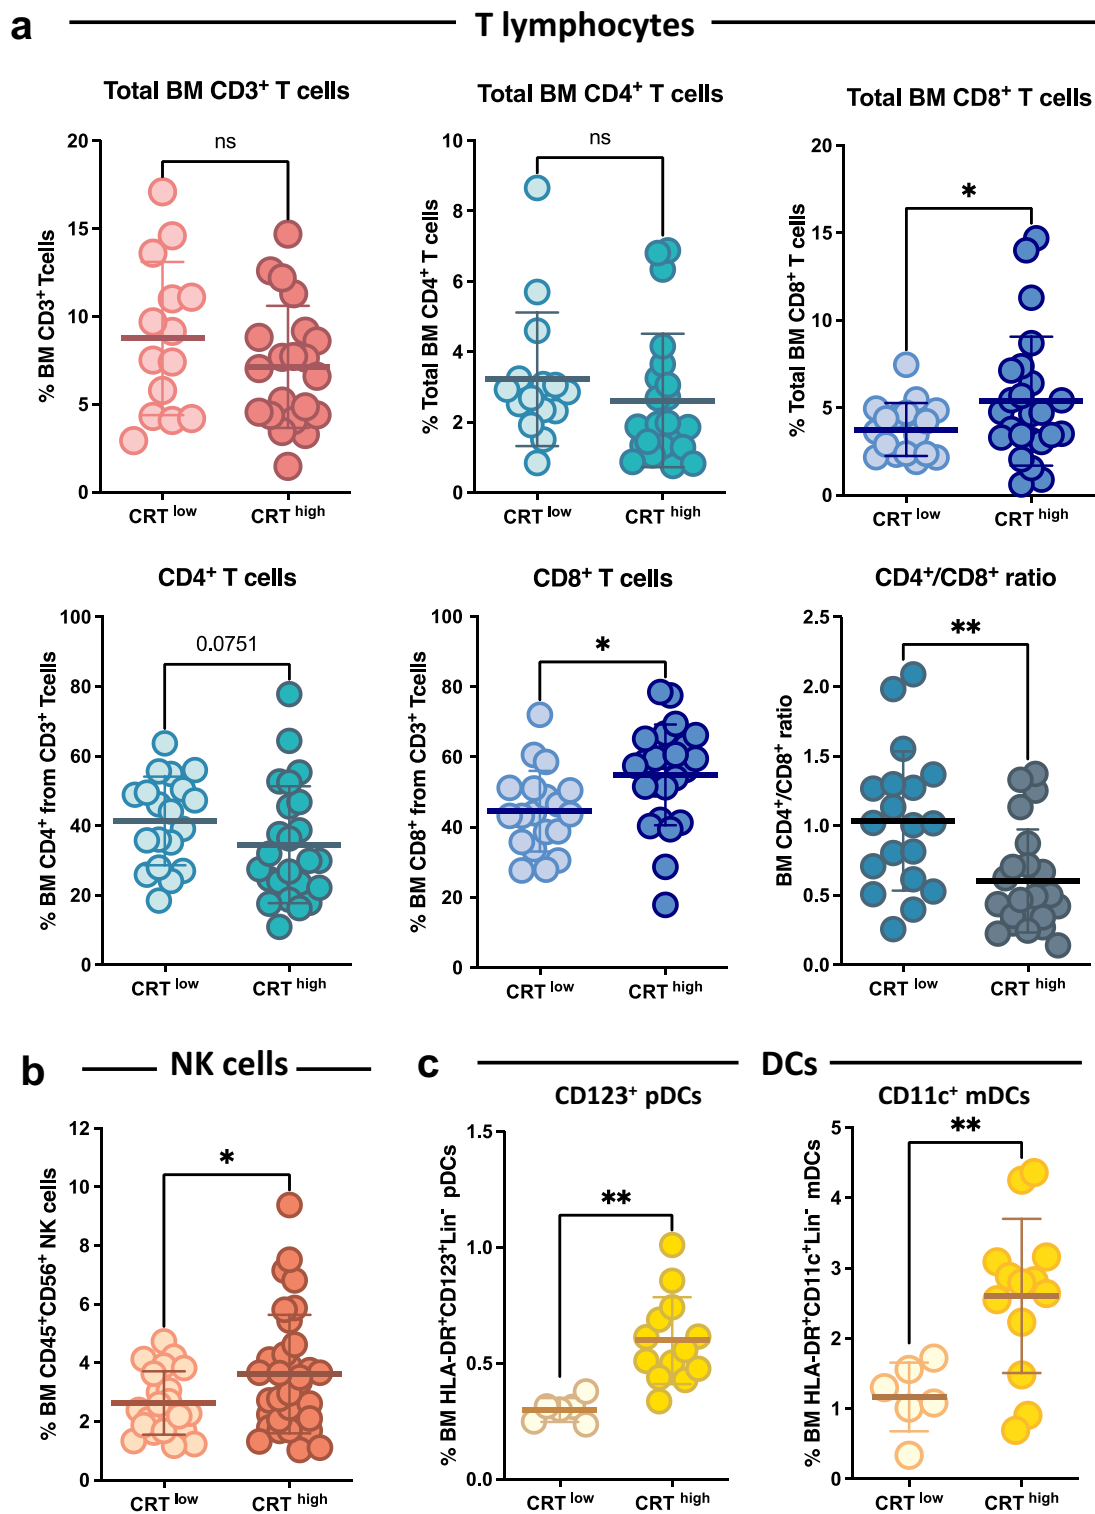 a
T lymphocytes
Total BM CD3⁺ T cells
% BM CD3⁺ Tcells
20
15
10
5
0
ns
CRT ˡᵒʷ
CRT ʰⁱᵍʰ
Total BM CD4⁺ T cells
% Total BM CD4⁺ T cells
10
8
6
4
2
0
ns
CRT ˡᵒʷ
CRT ʰⁱᵍʰ
Total BM CD8⁺ T cells
% Total BM CD8⁺ T cells
20
15
10
5
0
*
CRT ˡᵒʷ
CRT ʰⁱᵍʰ
CD4⁺ T cells
% BM CD4⁺ from CD3⁺ Tcells
100
80
60
40
20
0
0.0751
CRT ˡᵒʷ
CRT ʰⁱᵍʰ
CD8⁺ T cells
% BM CD8⁺ from CD3⁺ Tcells
100
80
60
40
20
0
*
CRT ˡᵒʷ
CRT ʰⁱᵍʰ
CD4⁺/CD8⁺ ratio
BM CD4⁺/CD8⁺ ratio
2.5
2.0
1.5
1.0
0.5
0.0
**
CRT ˡᵒʷ
CRT ʰⁱᵍʰ
b
NK cells
% BM CD45⁺CD56⁺ NK cells
12
10
8
6
4
2
0
*
CRT ˡᵒʷ
CRT ʰⁱᵍʰ
c
DCs
CD123⁺ pDCs
% BM HLA-DR⁺CD123⁺Lin⁻ pDCs
1.5
1.0
0.5
0.0
**
CRT ˡᵒʷ
CRT ʰⁱᵍʰ
CD11c⁺ mDCs
% BM HLA-DR⁺CD11c⁺Lin⁻ mDCs
5
4
3
2
1
0
**
CRT ˡᵒʷ
CRT ʰⁱᵍʰ